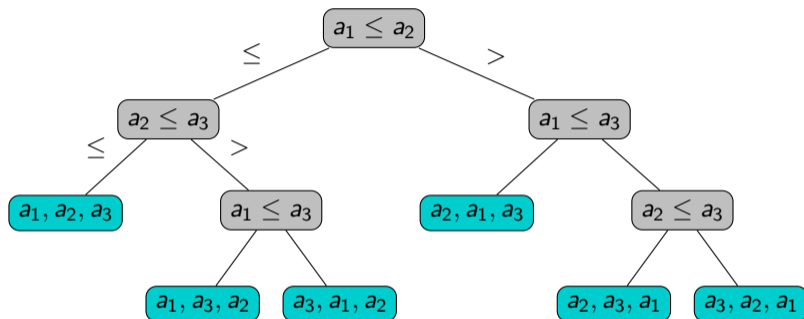 a₁ ≤ a₂
≤
>
a₂ ≤ a₃
a₁ ≤ a₃
≤
>
a₁, a₂, a₃
a₁ ≤ a₃
a₂, a₁, a₃
a₂ ≤ a₃
a₁, a₃, a₂
a₃, a₁, a₂
a₂, a₃, a₁
a₃, a₂, a₁